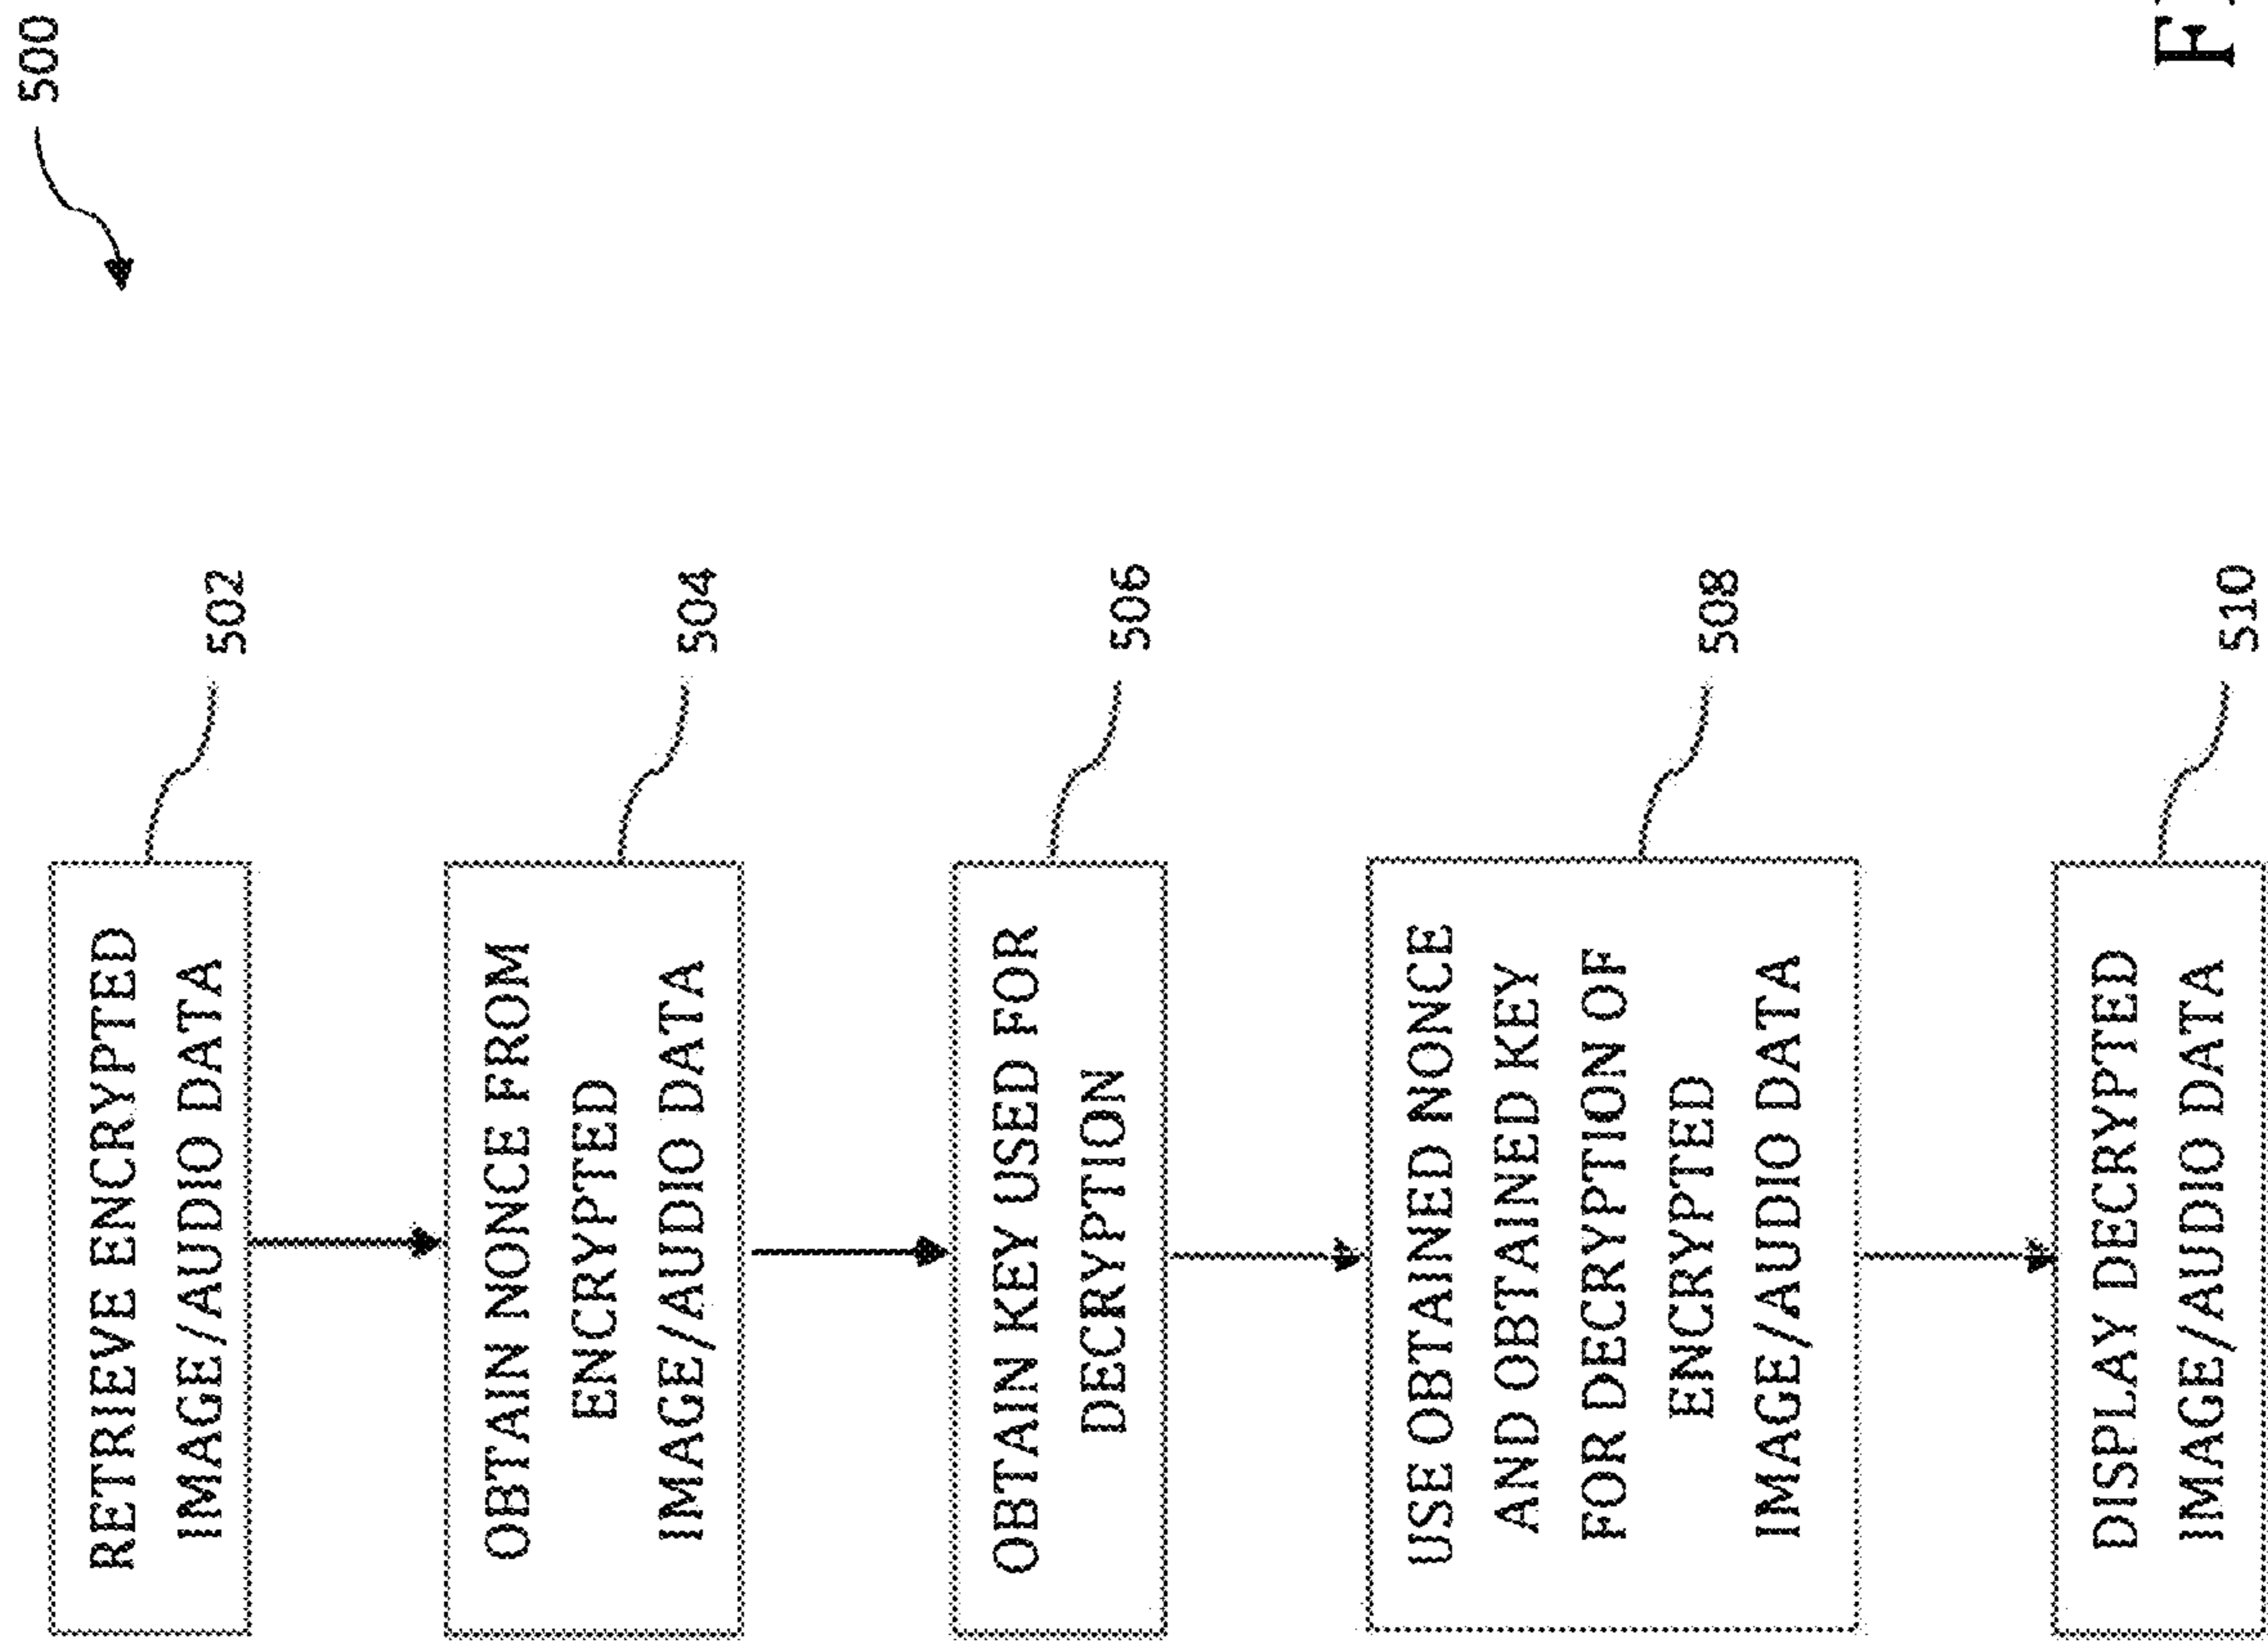 500
RETRIEVE ENCRYPTED
IMAGE/AUDIO DATA
502
OBTAIN NONCE FROM
ENCRYPTED
IMAGE/AUDIO DATA
504
OBTAIN KEY USED FOR
DECRYPTION
506
USE OBTAINED NONCE
AND OBTAINED KEY
FOR DECRYPTION OF
ENCRYPTED
IMAGE/AUDIO DATA
508
DISPLAY DECRYPTED
IMAGE/AUDIO DATA
510